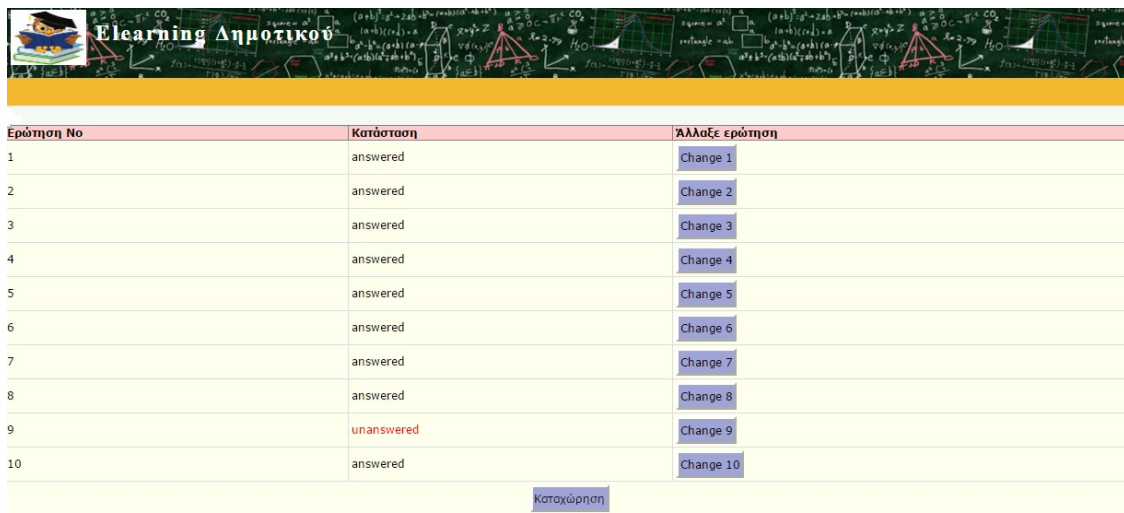 Elearning Δημοτικού
Ερώτηση Νο Κατάσταση Άλλαξε ερώτηση
1 answered Change 1
2 answered Change 2
3 answered Change 3
4 answered Change 4
5 answered Change 5
6 answered Change 6
7 answered Change 7
8 answered Change 8
9 unanswered Change 9
10 answered Change 10
Καταχώρηση